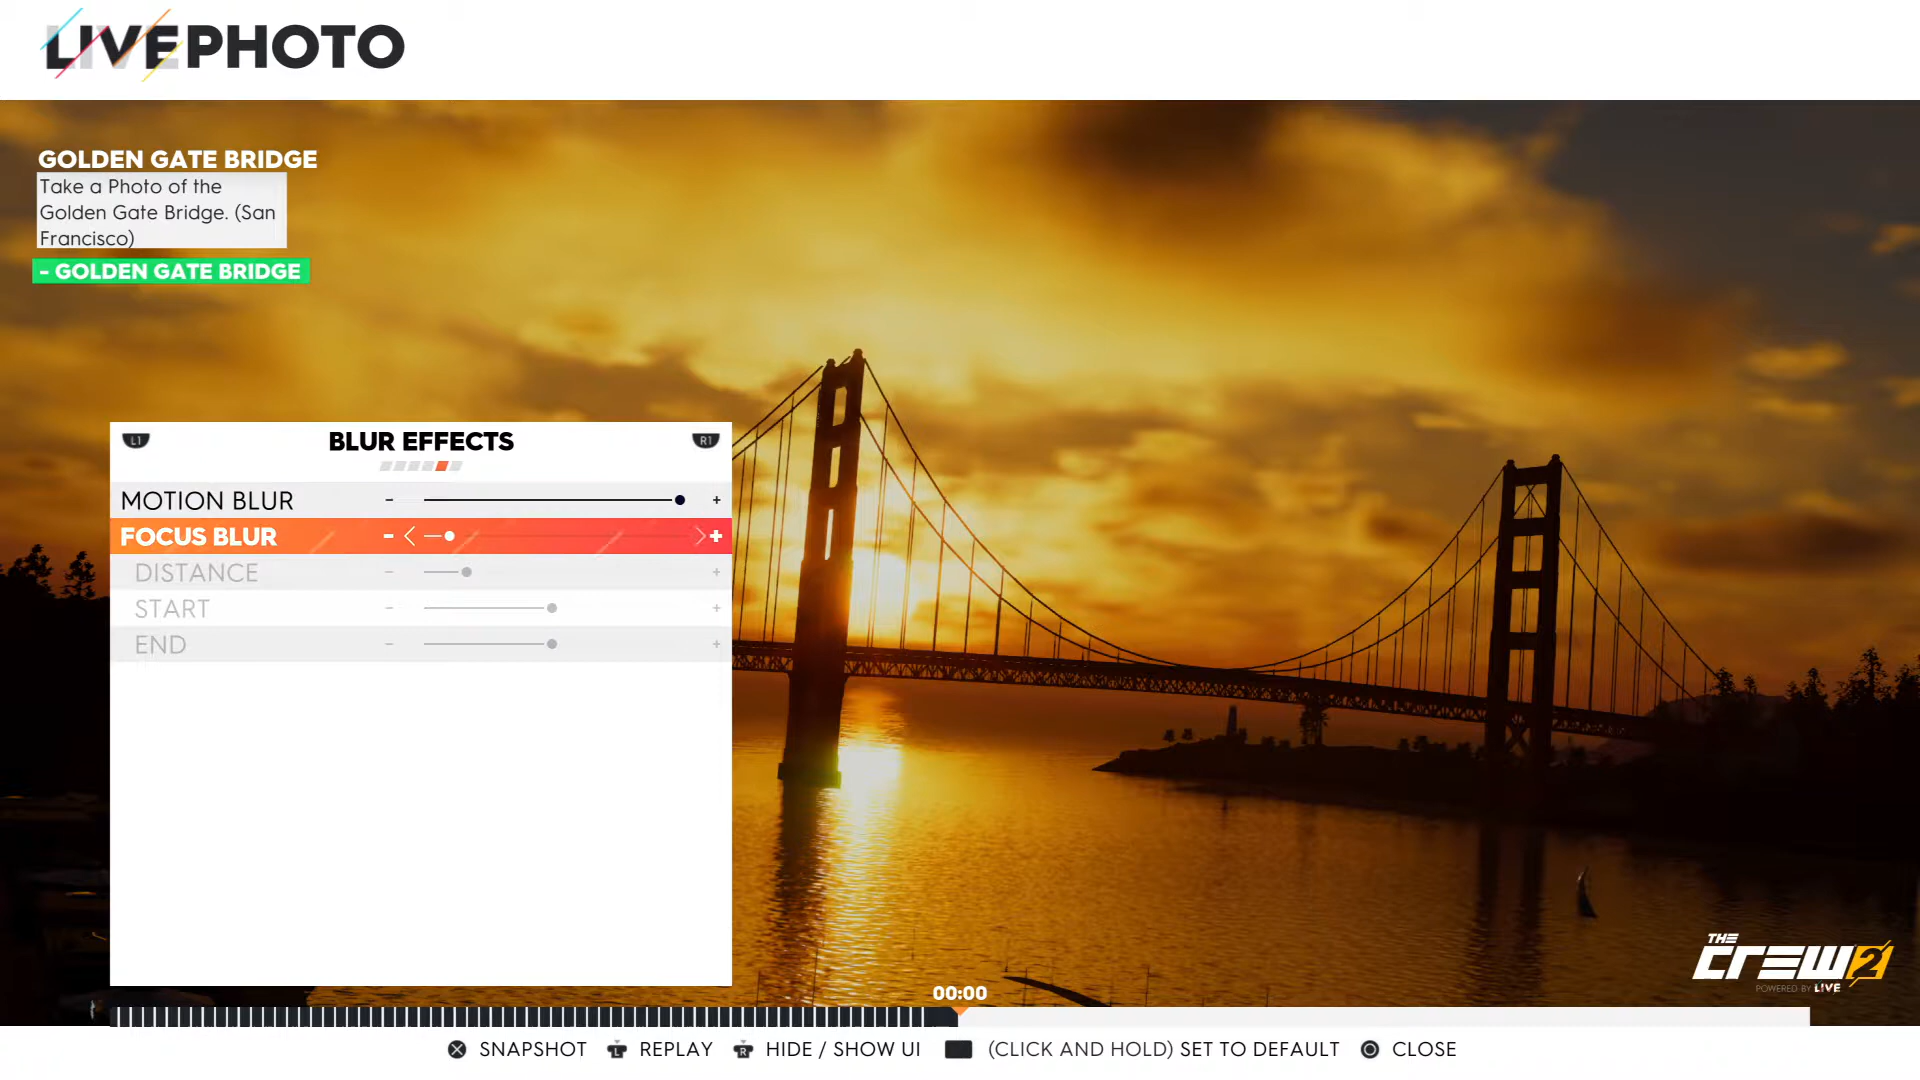 LIVEPHOTO
GOLDEN GATE BRIDGE
Take a Photo of the
Golden Gate Bridge. (San
Francisco)
- GOLDEN GATE BRIDGE
L1 BLUR EFFECTS R1
MOTION BLUR - +
FOCUS BLUR - +
DISTANCE - +
START - +
END - +
THE
CREW 2
POWERED BY LIVE
00:00
SNAPSHOT L REPLAY R HIDE / SHOW UI (CLICK AND HOLD) SET TO DEFAULT CLOSE